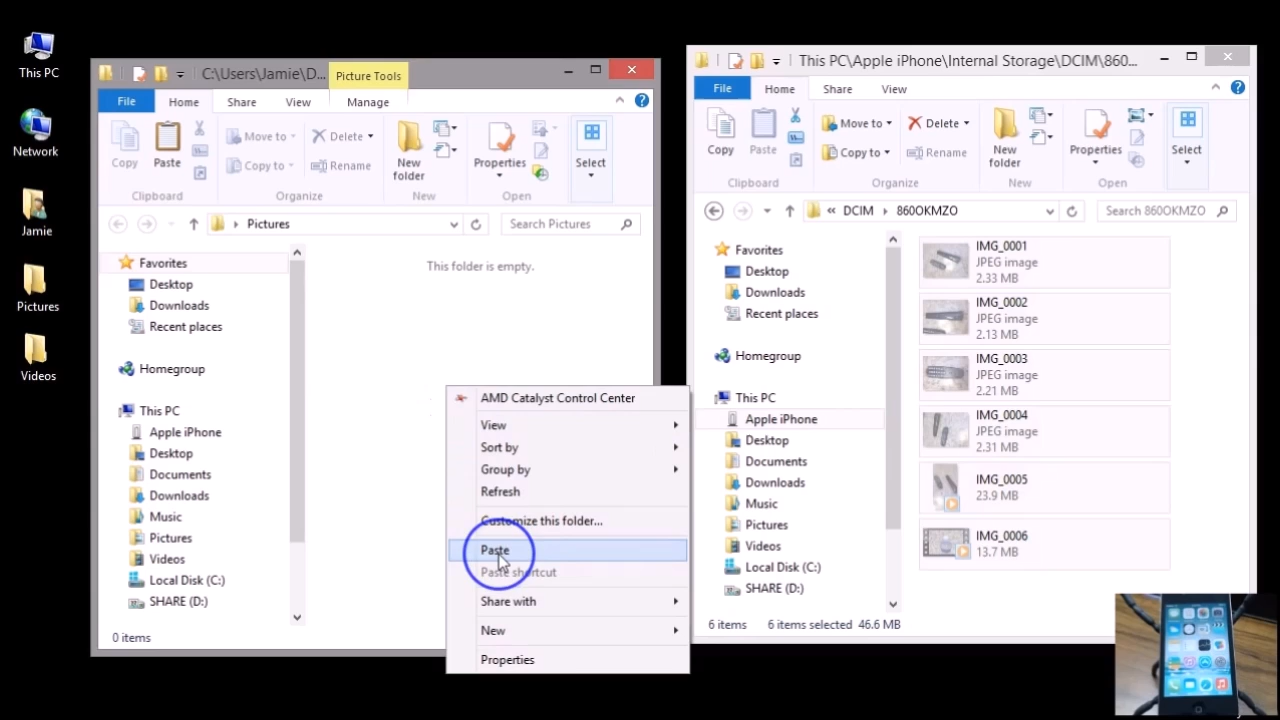 This PC
Network
Jamie
Pictures
Videos
C:\Users\Jamie\D...
Picture Tools
File
Home
Share
View
Manage
Copy
Paste
Move to
Copy to
Delete
Rename
New
folder
Properties
Select
Clipboard
Organize
New
Open
Pictures
Search Pictures
Favorites
Desktop
Downloads
Recent places
Homegroup
This PC
Apple iPhone
Desktop
Documents
Downloads
Music
Pictures
Videos
Local Disk (C:)
SHARE (D:)
This folder is empty.
0 items
AMD Catalyst Control Center
View
Sort by
Group by
Refresh
Customize this folder...
Paste
Paste shortcut
Share with
New
Properties
This PC\Apple iPhone\Internal Storage\DCIM\860...
File
Home
Share
View
Copy
Paste
Move to
Copy to
Delete
Rename
New
folder
Properties
Select
Clipboard
Organize
New
Open
« DCIM
860OKMZO
Search 860OKMZO
Favorites
Desktop
Downloads
Recent places
Homegroup
This PC
Apple iPhone
Desktop
Documents
Downloads
Music
Pictures
Videos
Local Disk (C:)
SHARE (D:)
IMG_0001
JPEG image
2.33 MB
IMG_0002
JPEG image
2.13 MB
IMG_0003
JPEG image
2.21 MB
IMG_0004
JPEG image
2.31 MB
IMG_0005
23.9 MB
IMG_0006
13.7 MB
6 items
6 items selected 46.6 MB